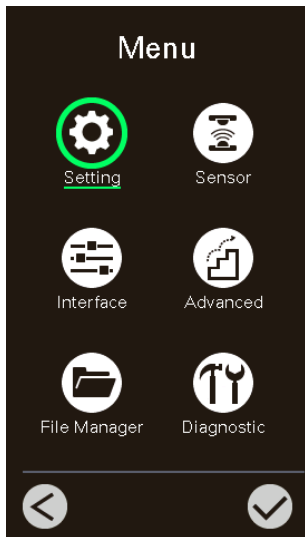 Menu
Setting
Sensor
Interface
Advanced
File Manager
Diagnostic